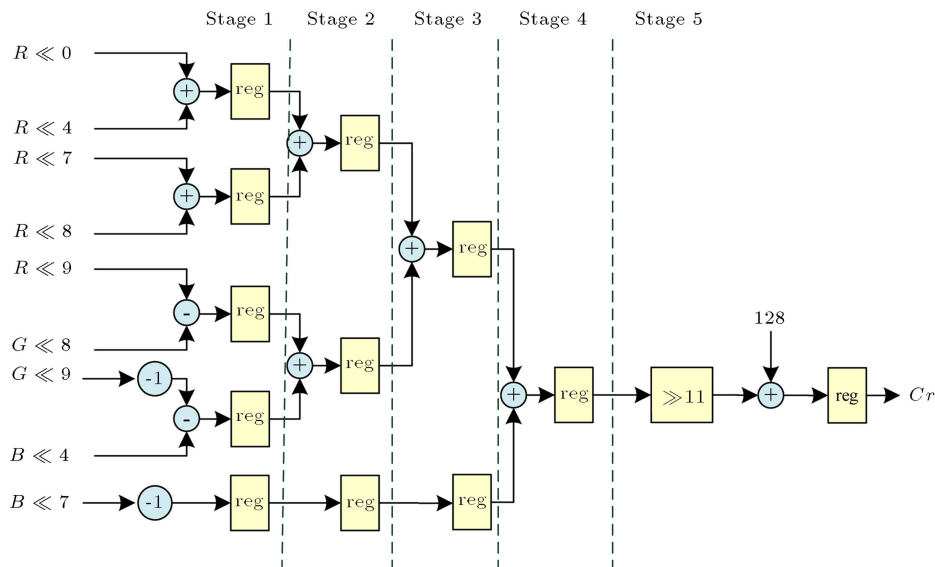 Stage 1 Stage 2 Stage 3 Stage 4 Stage 5
R ≪ 0
+ reg
R ≪ 4
+ reg
R ≪ 7
+ reg
R ≪ 8
+ reg
R ≪ 9
- reg
128
G ≪ 8
+ reg
G ≪ 9 -1
+ reg ≫11 + reg Cr
- reg
B ≪ 4
B ≪ 7 -1 reg reg reg